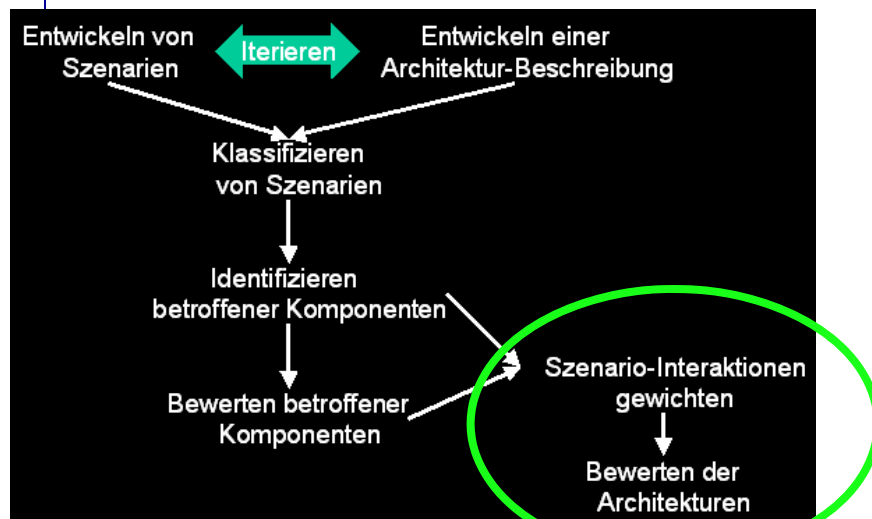 Entwickeln von
Szenarien
Iterieren
Entwickeln einer
Architektur-Beschreibung
Klassifizieren
von Szenarien
Identifizieren
betroffener Komponenten
Bewerten betroffener
Komponenten
Szenario-Interaktionen
gewichten
Bewerten der
Architekturen